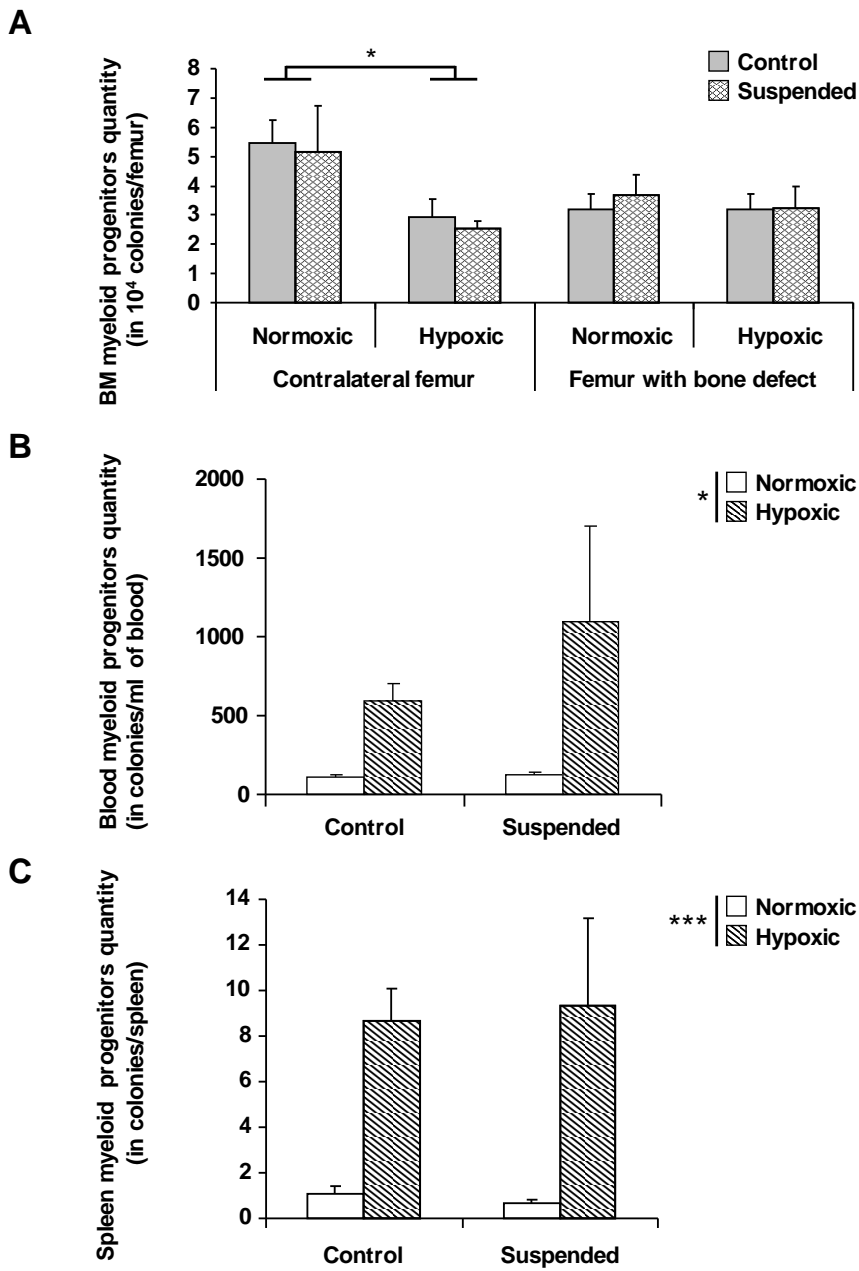 A
*
Control
Suspended
BM myeloid progenitors quantity
(in 10⁴ colonies/femur)
8
7
6
5
4
3
2
1
0
Normoxic Hypoxic Normoxic Hypoxic
Contralateral femur Femur with bone defect
B
Blood myeloid progenitors quantity
(in colonies/ml of blood)
2000
1500
1000
500
0
* Normoxic
Hypoxic
Control Suspended
C
Spleen myeloid progenitors quantity
(in colonies/spleen)
14
12
10
8
6
4
2
0
*** Normoxic
Hypoxic
Control Suspended